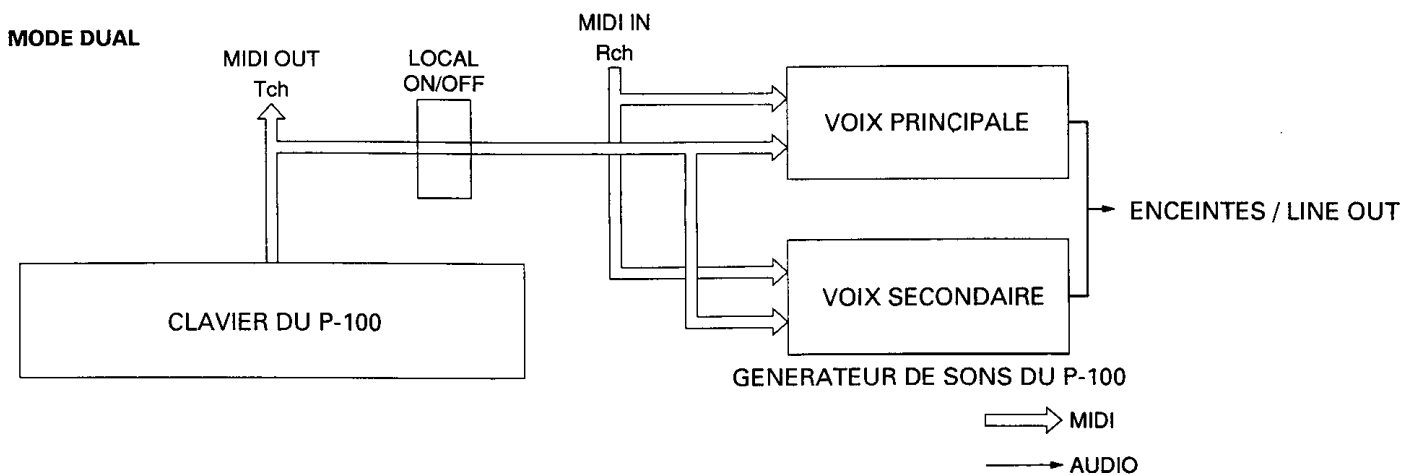 MODE DUAL
MIDI OUT
Tch
LOCAL
ON/OFF
MIDI IN
Rch
VOIX PRINCIPALE
ENCEINTES / LINE OUT
VOIX SECONDAIRE
CLAVIER DU P-100
GENERATEUR DE SONS DU P-100
MIDI
AUDIO